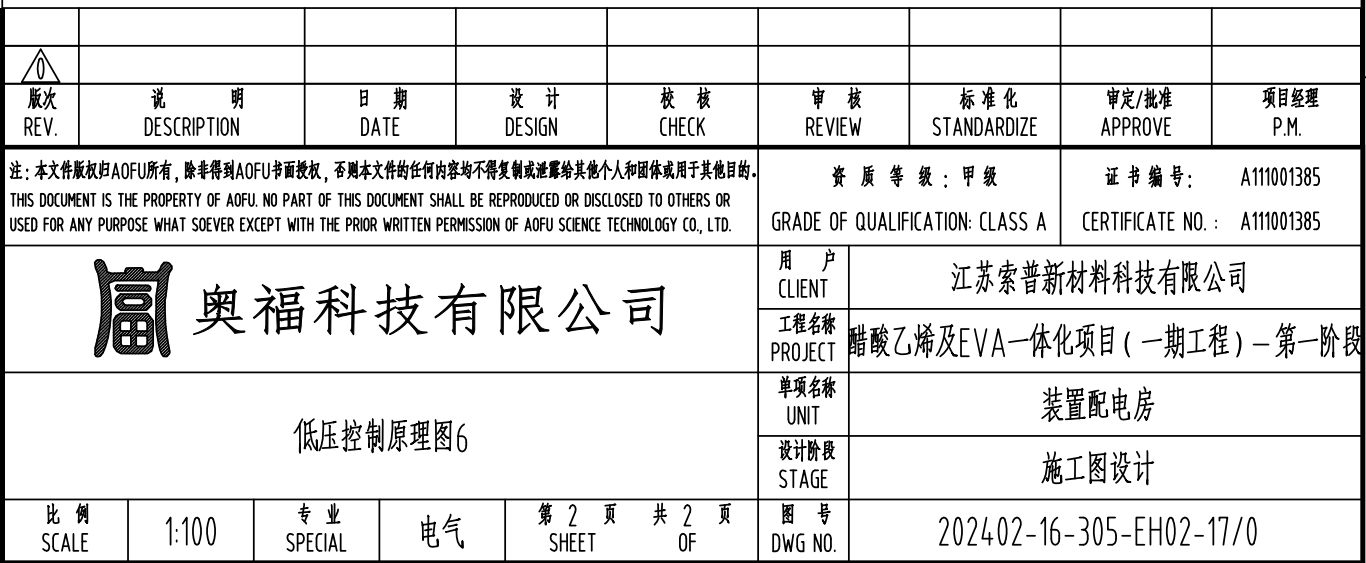 0
版次 说 明 日 期 设 计 校 核 审 核 标 准 化 审定/批准 项目经理
REV. DESCRIPTION DATE DESIGN CHECK REVIEW STANDARDIZE APPROVE P.M.
注：本文件版权归AOFU所有，除非得到AOFU书面授权，否则本文件的任何内容均不得复制或泄露给其他个人和团体或用于其他目的。
THIS DOCUMENT IS THE PROPERTY OF AOFU. NO PART OF THIS DOCUMENT SHALL BE REPRODUCED OR DISCLOSED TO OTHERS OR
USED FOR ANY PURPOSE WHAT SOEVER EXCEPT WITH THE PRIOR WRITTEN PERMISSION OF AOFU SCIENCE TECHNOLOGY CO., LTD.
资 质 等 级：甲级
GRADE OF QUALIFICATION: CLASS A
证 书 编 号: A111001385
CERTIFICATE NO. : A111001385
奥福科技有限公司
用 户
CLIENT
江苏索普新材料科技有限公司
工程名称
PROJECT
醋酸乙烯及EVA一体化项目(一期工程)－第一阶段
低压控制原理图6
单项名称
UNIT
装置配电房
设计阶段
STAGE
施工图设计
比 例
SCALE
1:100
专 业
SPECIAL
电气
第 2 页 共 2 页
SHEET OF
图 号
DWG NO.
202402-16-305-EH02-17/0